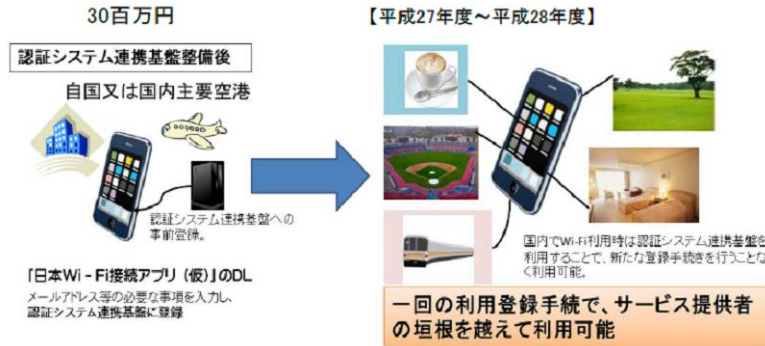 30百万円
【平成27年度～平成28年度】
認証システム連携基盤整備後
自国又は国内主要空港
認証システム連携基盤への
事前登録。
「日本Wi-Fi接続アプリ（仮）」のDL
メールアドレス等の必要な事項を入力し、
認証システム連携基盤に登録
国内でWi-Fi利用時は認証システム連携基盤を
利用することで、新たな登録手続きを行うことな
く利用可能。
一回の利用登録手続で、サービス提供者
の垣根を越えて利用可能